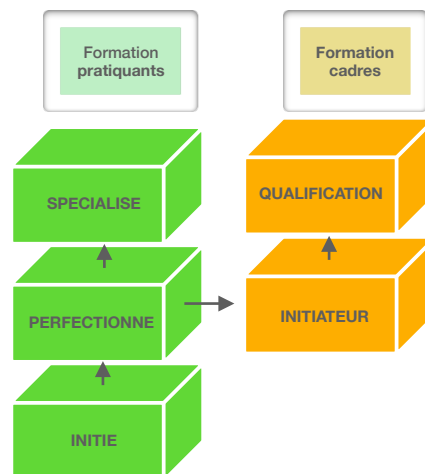 Formation
pratiquants
Formation
cadres
SPECIALISE
QUALIFICATION
PERFECTIONNE
INITIATEUR
INITIE